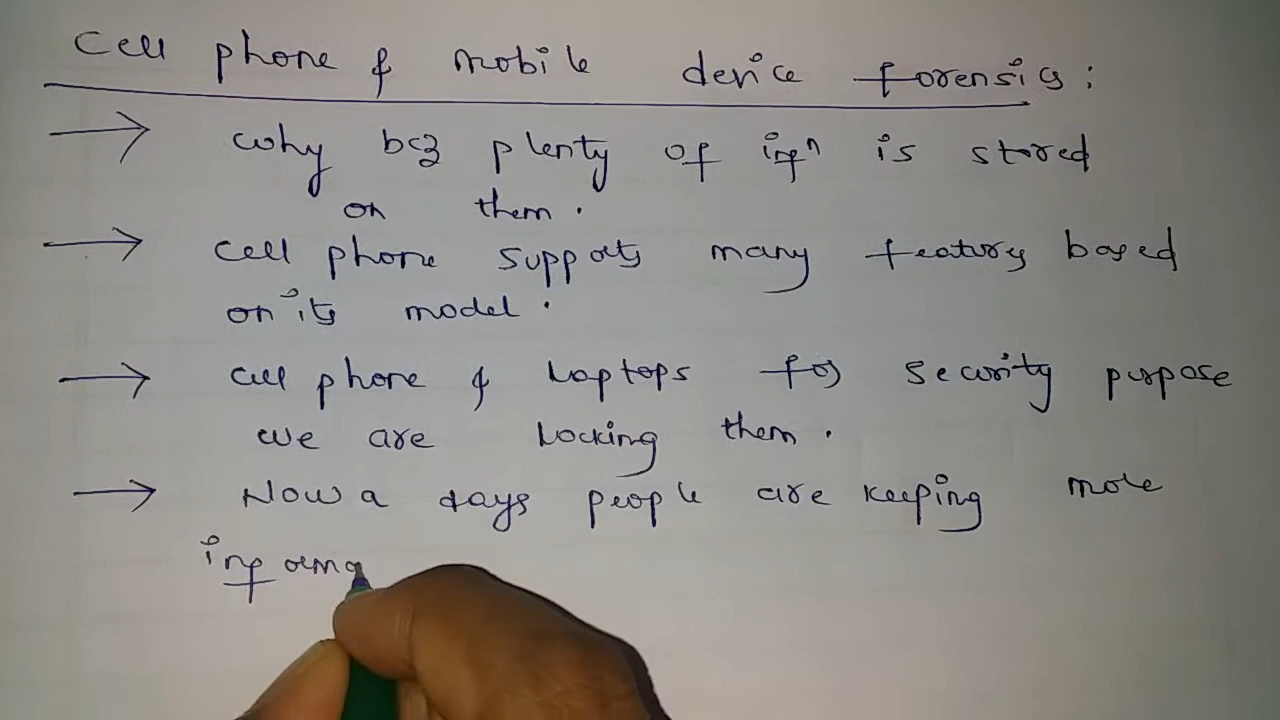 Cell phone & mobile device forensics:
→ why bcz plenty of infn is stored
on them.
→ cell phone supports many features based
on its model.
→ cell phone & Laptops for security purpose
we are Locking them.
→ Now a days people are keeping more
informa